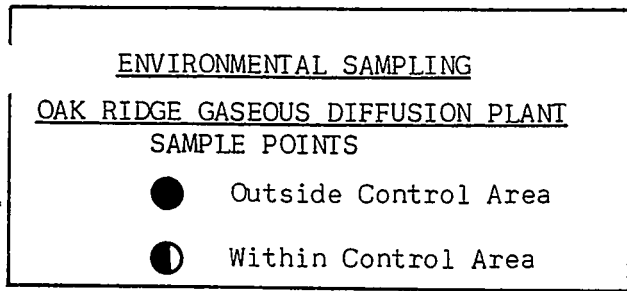 ENVIRONMENTAL SAMPLING
OAK RIDGE GASEOUS DIFFUSION PLANT
SAMPLE POINTS
Outside Control Area
Within Control Area